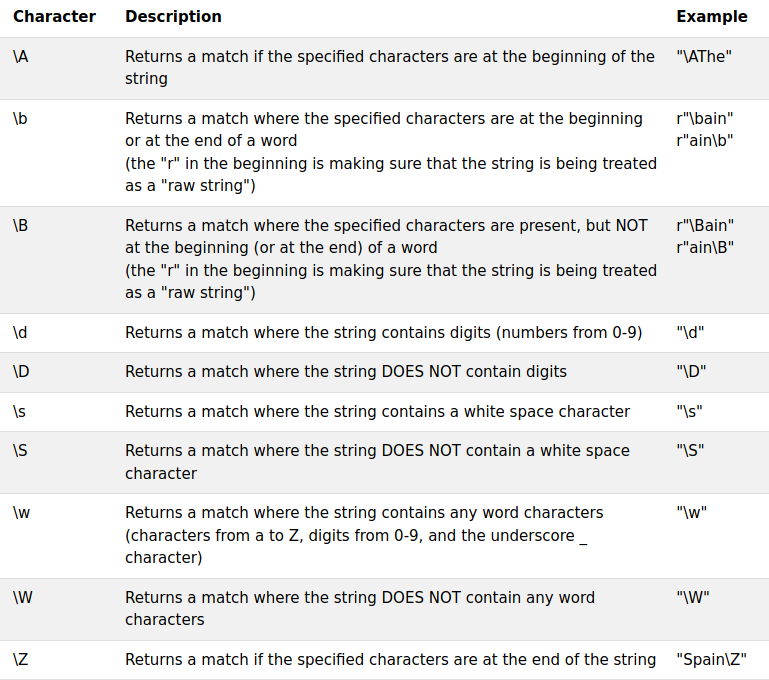 Character Description Example
\A Returns a match if the specified characters are at the beginning of the "\AThe"
string
\b Returns a match where the specified characters are at the beginning r"\bain"
or at the end of a word r"ain\b"
(the "r" in the beginning is making sure that the string is being treated
as a "raw string")
\B Returns a match where the specified characters are present, but NOT r"\Bain"
at the beginning (or at the end) of a word r"ain\B"
(the "r" in the beginning is making sure that the string is being treated
as a "raw string")
\d Returns a match where the string contains digits (numbers from 0-9) "\d"
\D Returns a match where the string DOES NOT contain digits "\D"
\s Returns a match where the string contains a white space character "\s"
\S Returns a match where the string DOES NOT contain a white space "\S"
character
\w Returns a match where the string contains any word characters "\w"
(characters from a to Z, digits from 0-9, and the underscore _
character)
\W Returns a match where the string DOES NOT contain any word "\W"
characters
\Z Returns a match if the specified characters are at the end of the string "Spain\Z"